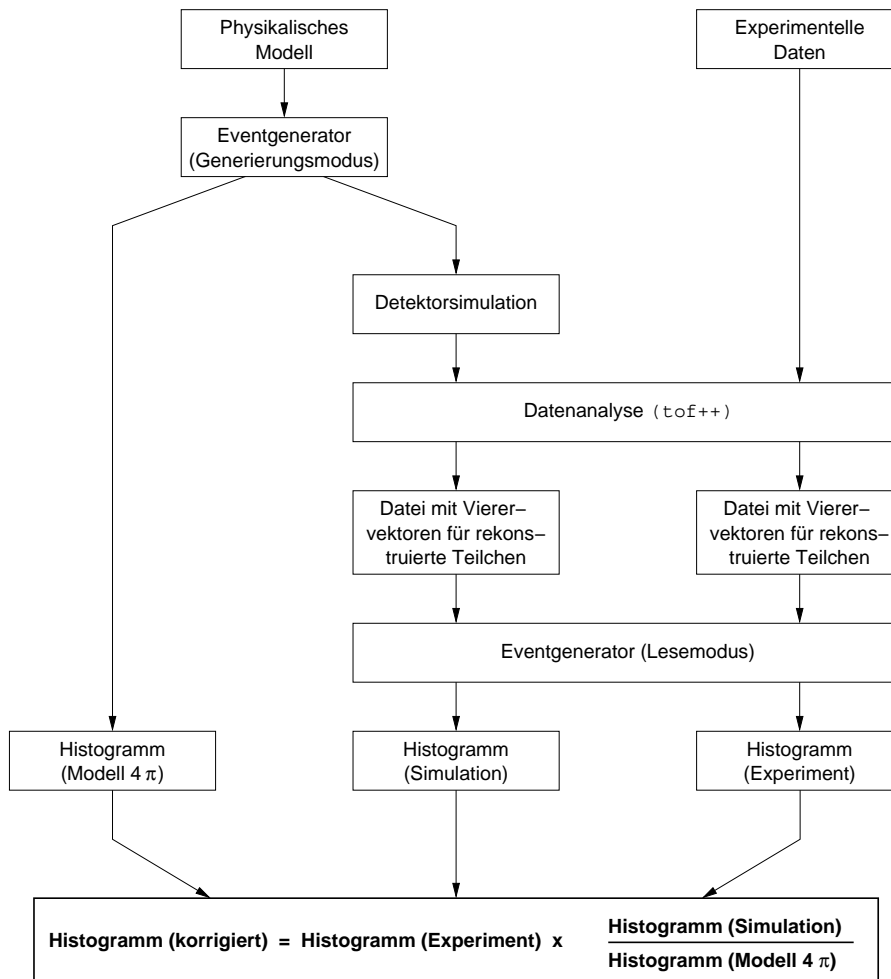 Physikalisches
Modell
Experimentelle
Daten
Eventgenerator
(Generierungsmodus)
Detektorsimulation
Datenanalyse (tof++)
Datei mit Vierer–
vektoren für rekons–
truierte Teilchen
Datei mit Vierer–
vektoren für rekons–
truierte Teilchen
Eventgenerator (Lesemodus)
Histogramm
(Modell 4 π)
Histogramm
(Simulation)
Histogramm
(Experiment)
Histogramm (korrigiert) = Histogramm (Experiment) x
Histogramm (Simulation)
Histogramm (Modell 4 π)